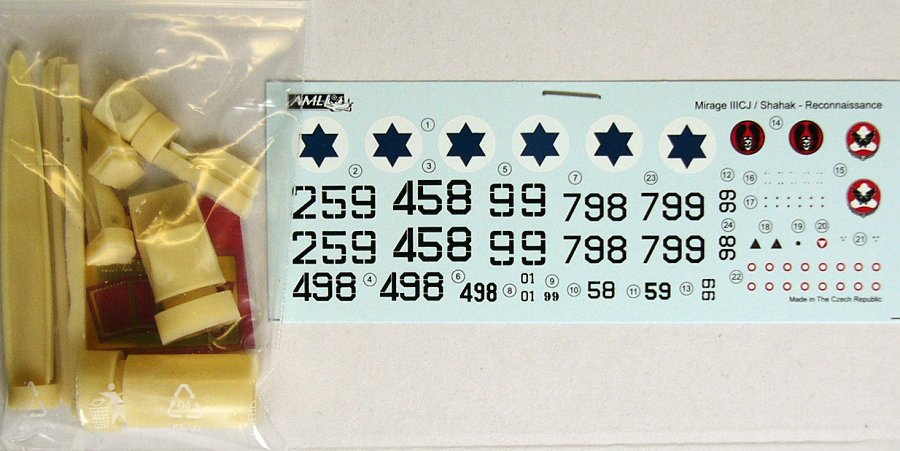 AML
Mirage IIICJ / Shahak - Reconnaissance
1 14
2 3 5 7 23 12 16 15
259 458 99 798 799 99 17
24 18 19 20 21
259 458 99 798 799 98
22
498 4 498 6 498 8 01 9 10 58 11 59 13 99
01 99
Made in The Czech Republic